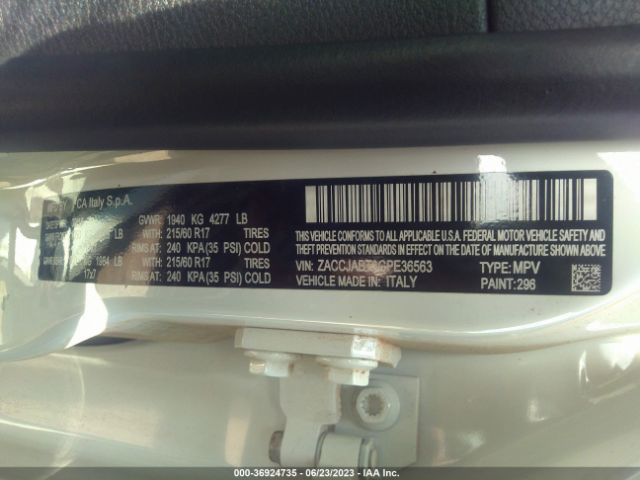 CA Italy S.p.A.
GVWR: 1940 KG 4277 LB
LB WITH: 215/60 R17 TIRES
RIMS AT: 240 KPA(35 PSI) COLD
1984 LB WITH: 215/60 R17 TIRES
17x7 RIMS AT: 240 KPA(35 PSI) COLD
THIS VEHICLE CONFORMS TO ALL APPLICABLE U.S.A. FEDERAL MOTOR VEHICLE SAFETY AND
THEFT PREVENTION STANDARDS IN EFFECT ON THE DATE OF MANUFACTURE SHOWN ABOVE.
VIN: TYPE: MPV
VEHICLE MADE IN: ITALY PAINT: 296
000-36924735 - 06/23/2023 - IAA Inc.